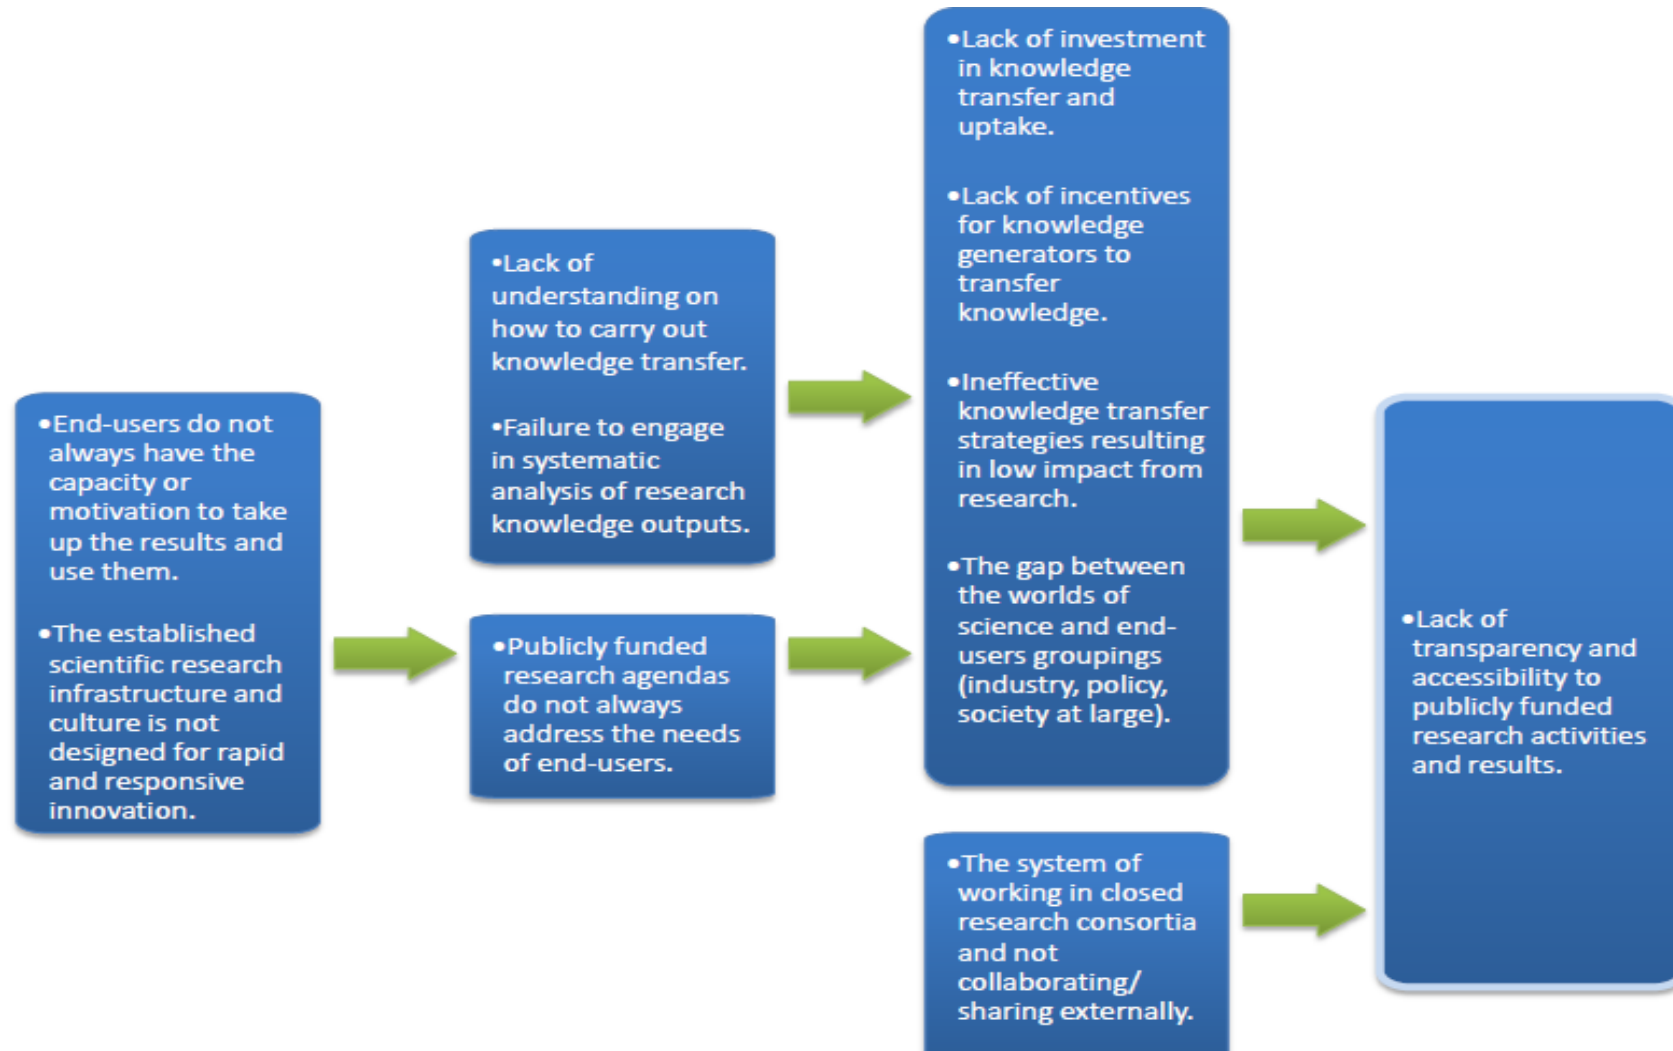 •End-users do not
always have the
capacity or
motivation to take
up the results and
use them.
•The established
scientific research
infrastructure and
culture is not
designed for rapid
and responsive
innovation.
•Lack of
understanding on
how to carry out
knowledge transfer.
•Failure to engage
in systematic
analysis of research
knowledge outputs.
•Publicly funded
research agendas
do not always
address the needs
of end-users.
•Lack of investment
in knowledge
transfer and
uptake.
•Lack of incentives
for knowledge
generators to
transfer
knowledge.
•Ineffective
knowledge transfer
strategies resulting
in low impact from
research.
•The gap between
the worlds of
science and end-
users groupings
(industry, policy,
society at large).
•The system of
working in closed
research consortia
and not
collaborating/
sharing externally.
•Lack of
transparency and
accessibility to
publicly funded
research activities
and results.